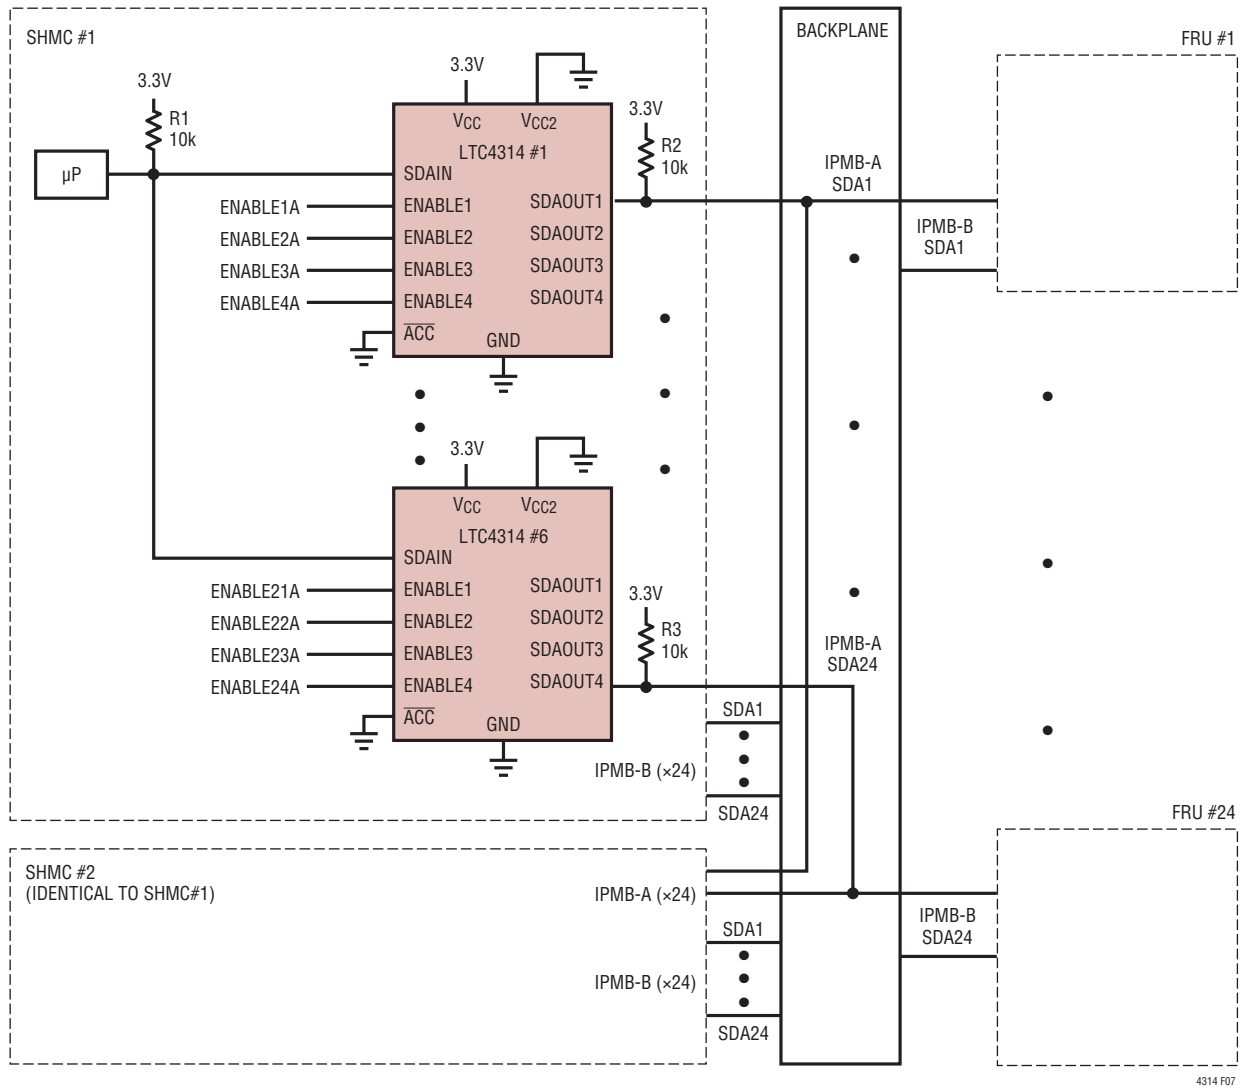 SHMC #1
BACKPLANE
FRU #1
3.3V
R1
10k
µP
3.3V
VCC
VCC2
LTC4314 #1
SDAIN
ENABLE1
ENABLE2
ENABLE3
ENABLE4
ACC
GND
SDAOUT1
SDAOUT2
SDAOUT3
SDAOUT4
ENABLE1A
ENABLE2A
ENABLE3A
ENABLE4A
3.3V
R2
10k
IPMB-A
SDA1
IPMB-B
SDA1
3.3V
VCC
VCC2
LTC4314 #6
SDAIN
ENABLE1
ENABLE2
ENABLE3
ENABLE4
ACC
GND
SDAOUT1
SDAOUT2
SDAOUT3
SDAOUT4
ENABLE21A
ENABLE22A
ENABLE23A
ENABLE24A
3.3V
R3
10k
IPMB-A
SDA24
SDA1
IPMB-B (×24)
SDA24
FRU #24
SHMC #2
(IDENTICAL TO SHMC#1)
IPMB-A (×24)
SDA1
IPMB-B (×24)
SDA24
IPMB-B
SDA24
4314 F07